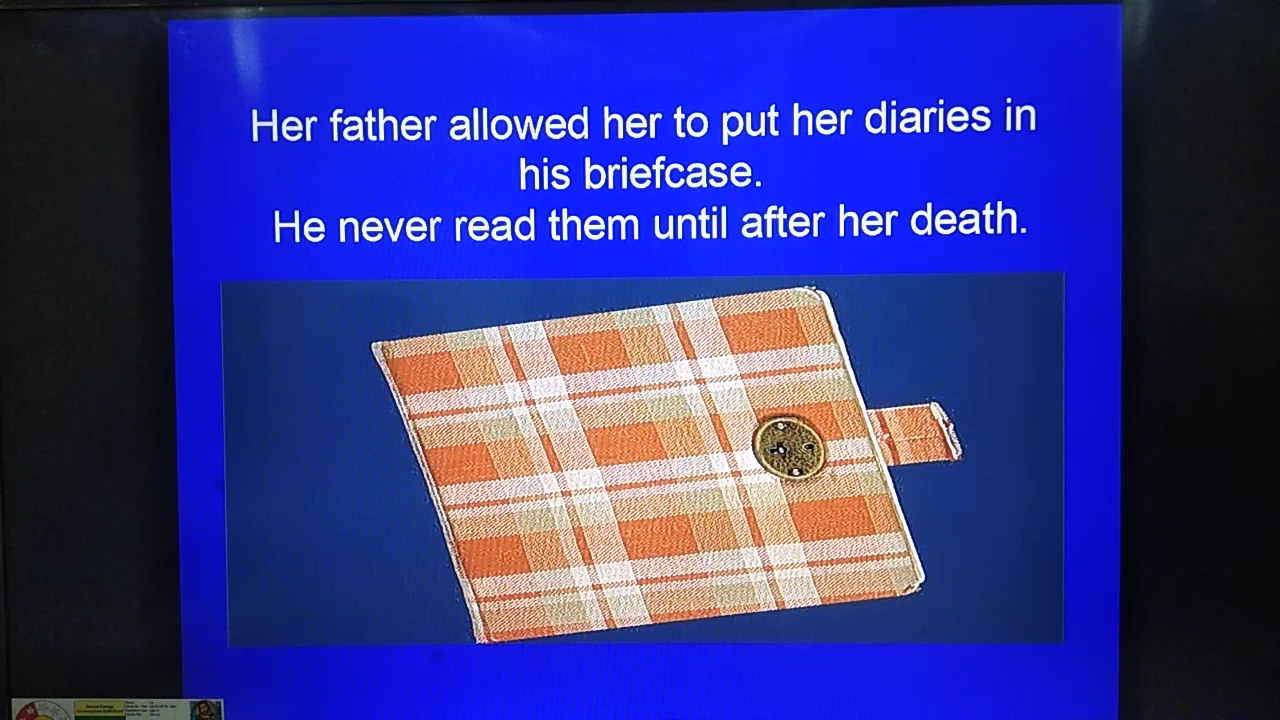 Her father allowed her to put her diaries in
his briefcase.
He never read them until after her death.